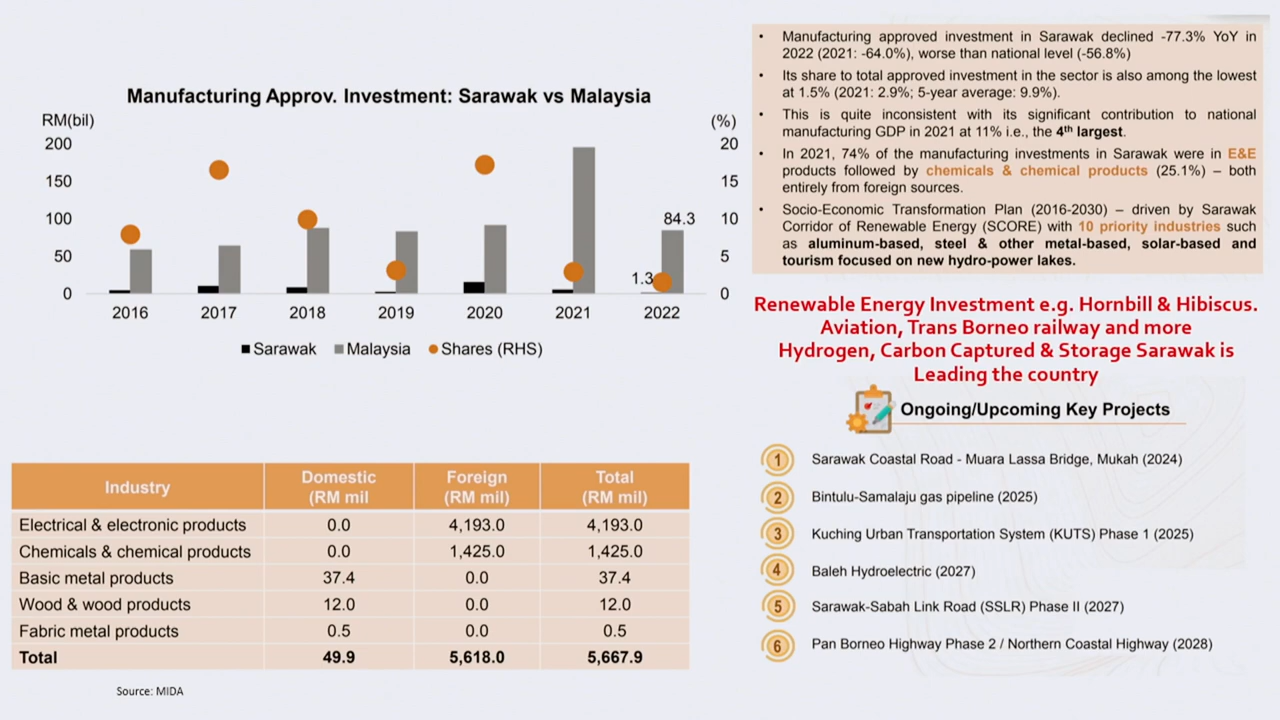 Manufacturing Approv. Investment: Sarawak vs Malaysia
RM(bil)
(%)
200
150
100
50
0
20
15
10
5
0
84.3
1.3
2016 2017 2018 2019 2020 2021 2022
Sarawak Malaysia Shares (RHS)
Industry Domestic (RM mil Foreign (RM mil) Total (RM mil)
Electrical & electronic products 0.0 4,193.0 4,193.0
Chemicals & chemical products 0.0 1,425.0 1,425.0
Basic metal products 37.4 0.0 37.4
Wood & wood products 12.0 0.0 12.0
Fabric metal products 0.5 0.0 0.5
Total 49.9 5,618.0 5,667.9
Source: MIDA
• Manufacturing approved investment in Sarawak declined -77.3% YoY in
2022 (2021: -64.0%), worse than national level (-56.8%)
• Its share to total approved investment in the sector is also among the lowest
at 1.5% (2021: 2.9%; 5-year average: 9.9%).
• This is quite inconsistent with its significant contribution to national
manufacturing GDP in 2021 at 11% i.e., the 4th largest.
• In 2021, 74% of the manufacturing investments in Sarawak were in E&E
products followed by chemicals & chemical products (25.1%) – both
entirely from foreign sources.
• Socio-Economic Transformation Plan (2016-2030) – driven by Sarawak
Corridor of Renewable Energy (SCORE) with 10 priority industries such
as aluminum-based, steel & other metal-based, solar-based and
tourism focused on new hydro-power lakes.
Renewable Energy Investment e.g. Hornbill & Hibiscus.
Aviation, Trans Borneo railway and more
Hydrogen, Carbon Captured & Storage Sarawak is
Leading the country
Ongoing/Upcoming Key Projects
1 Sarawak Coastal Road - Muara Lassa Bridge, Mukah (2024)
2 Bintulu-Samalaju gas pipeline (2025)
3 Kuching Urban Transportation System (KUTS) Phase 1 (2025)
4 Baleh Hydroelectric (2027)
5 Sarawak-Sabah Link Road (SSLR) Phase II (2027)
6 Pan Borneo Highway Phase 2 / Northern Coastal Highway (2028)